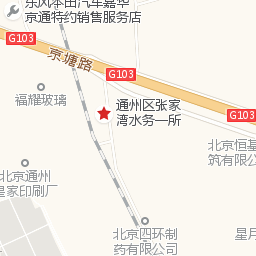 东风本田汽车嘉华
京通特约销售服务店
G103
京塘路
G103
G103
福耀玻璃
通州区张家
湾水务一所
北京通州
皇家印刷厂
北京恒基
筑有限公
北京四环制
药有限公司
星月